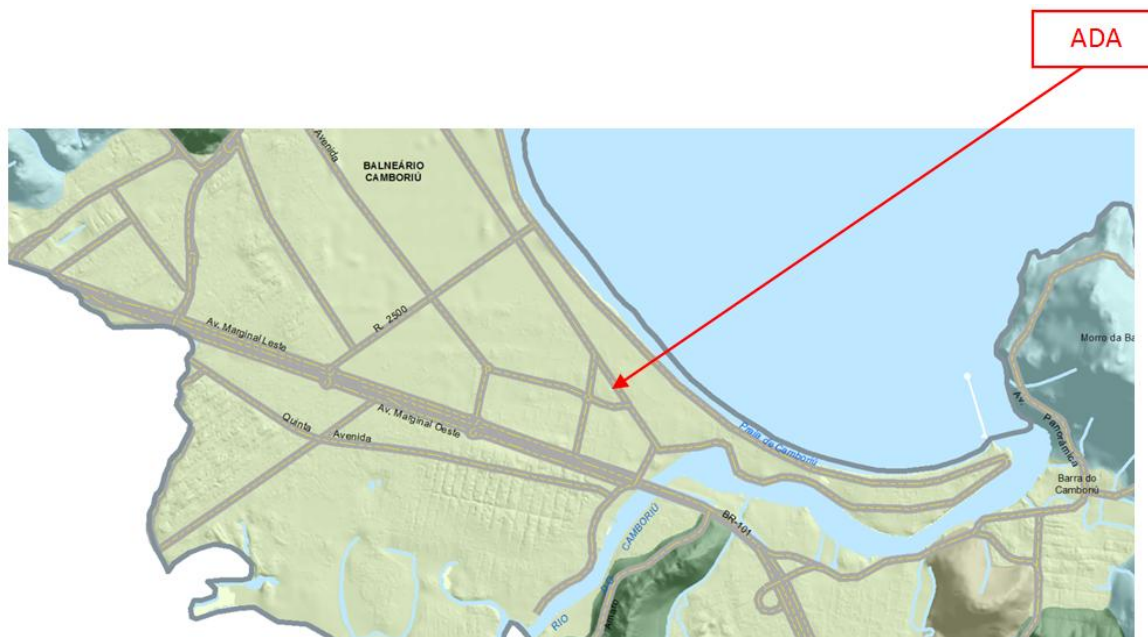 ADA
Avenida
BALNEÁRIO
CAMBORIÚ
R. 2500
Av. Marginal Leste
Morro da Ba
Av. Marginal Oeste
Av. Panorâmica
Quinta Avenida
Praia de Camboriú
Barra do
Camboriú
BR-101
RIO CAMBORIÚ